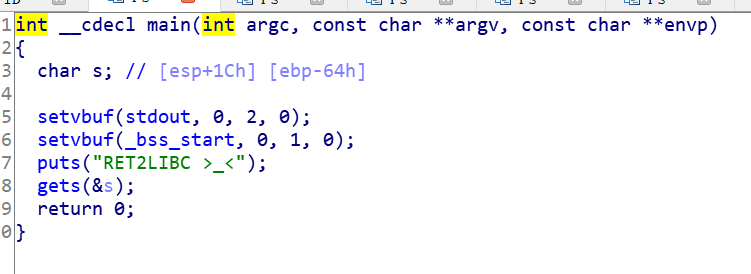 1 int __cdecl main(int argc, const char **argv, const char **envp)
2 {
3 char s; // [esp+1Ch] [ebp-64h]
4
5 setvbuf(stdout, 0, 2, 0);
6 setvbuf(_bss_start, 0, 1, 0);
7 puts("RET2LIBC >_<");
8 gets(&s);
9 return 0;
0 }